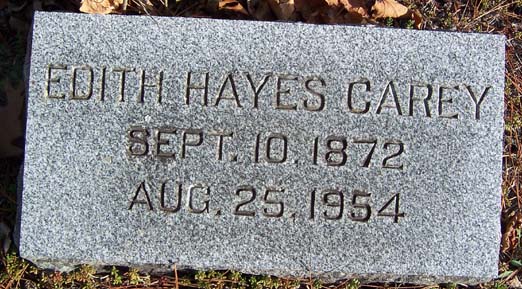 EDITH HAYES CAREY
SEPT. 10. 1872
AUG. 25. 1954